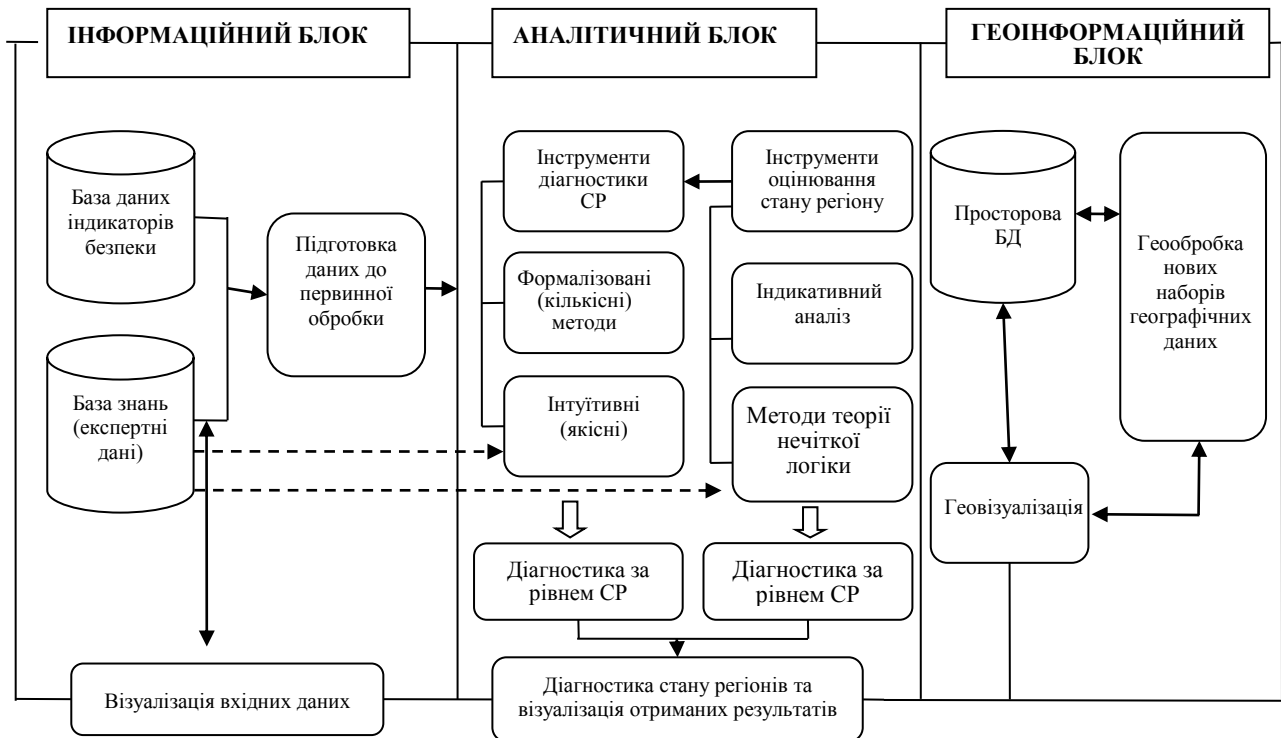 ІНФОРМАЦІЙНИЙ БЛОК
АНАЛІТИЧНИЙ БЛОК
ГЕОІНФОРМАЦІЙНИЙ
БЛОК
База даних
індикаторів
безпеки
База знань
(експертні
дані)
Підготовка
даних до
первинної
обробки
Візуалізація вхідних даних
Інструменти
діагностики
СР
Формалізовані
(кількісні)
методи
Інтуїтивні
(якісні)
Інструменти
оцінювання
стану регіону
Індикативний
аналіз
Методи теорії
нечіткої
логіки
Діагностика за
рівнем СР
Діагностика за
рівнем СР
Діагностика стану регіонів та
візуалізація отриманих результатів
Просторова
БД
Геообробка
нових
наборів
географічних
даних
Геовізуалізація